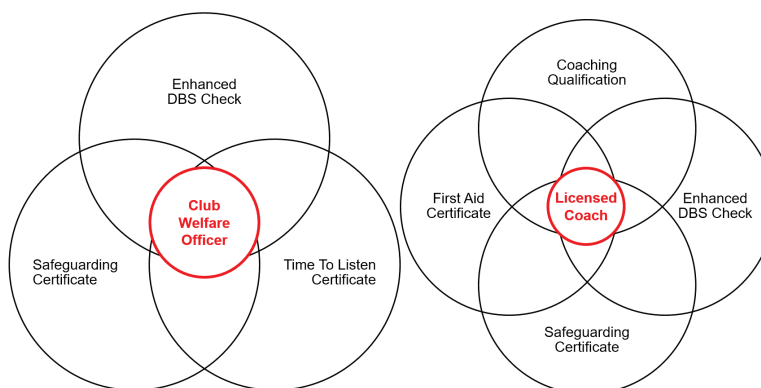 Enhanced
DBS Check
Club
Welfare
Officer
Safeguarding
Certificate
Time To Listen
Certificate
Coaching
Qualification
First Aid
Certificate
Licensed
Coach
Enhanced
DBS Check
Safeguarding
Certificate